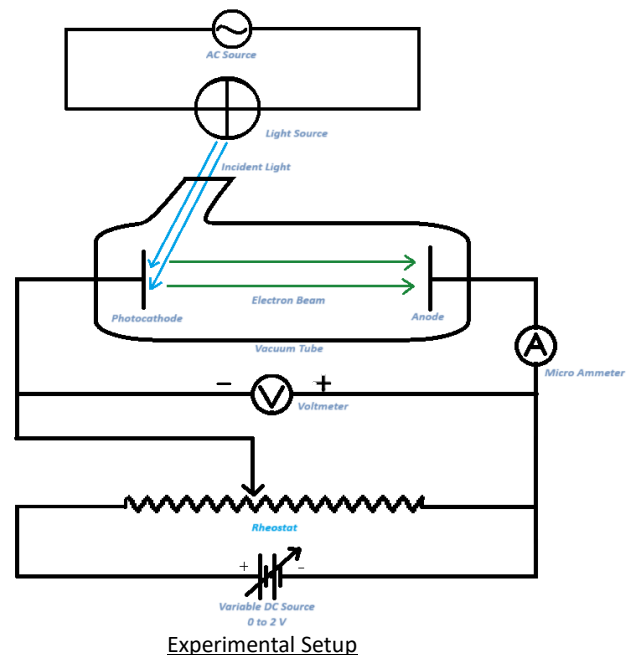 AC Source
Light Source
Incident Light
Photocathode
Electron Beam
Anode
Vacuum Tube
A
Micro Ammeter
- V +
Voltmeter
Rheostat
+ -
Variable DC Source
0 to 2 V
Experimental Setup